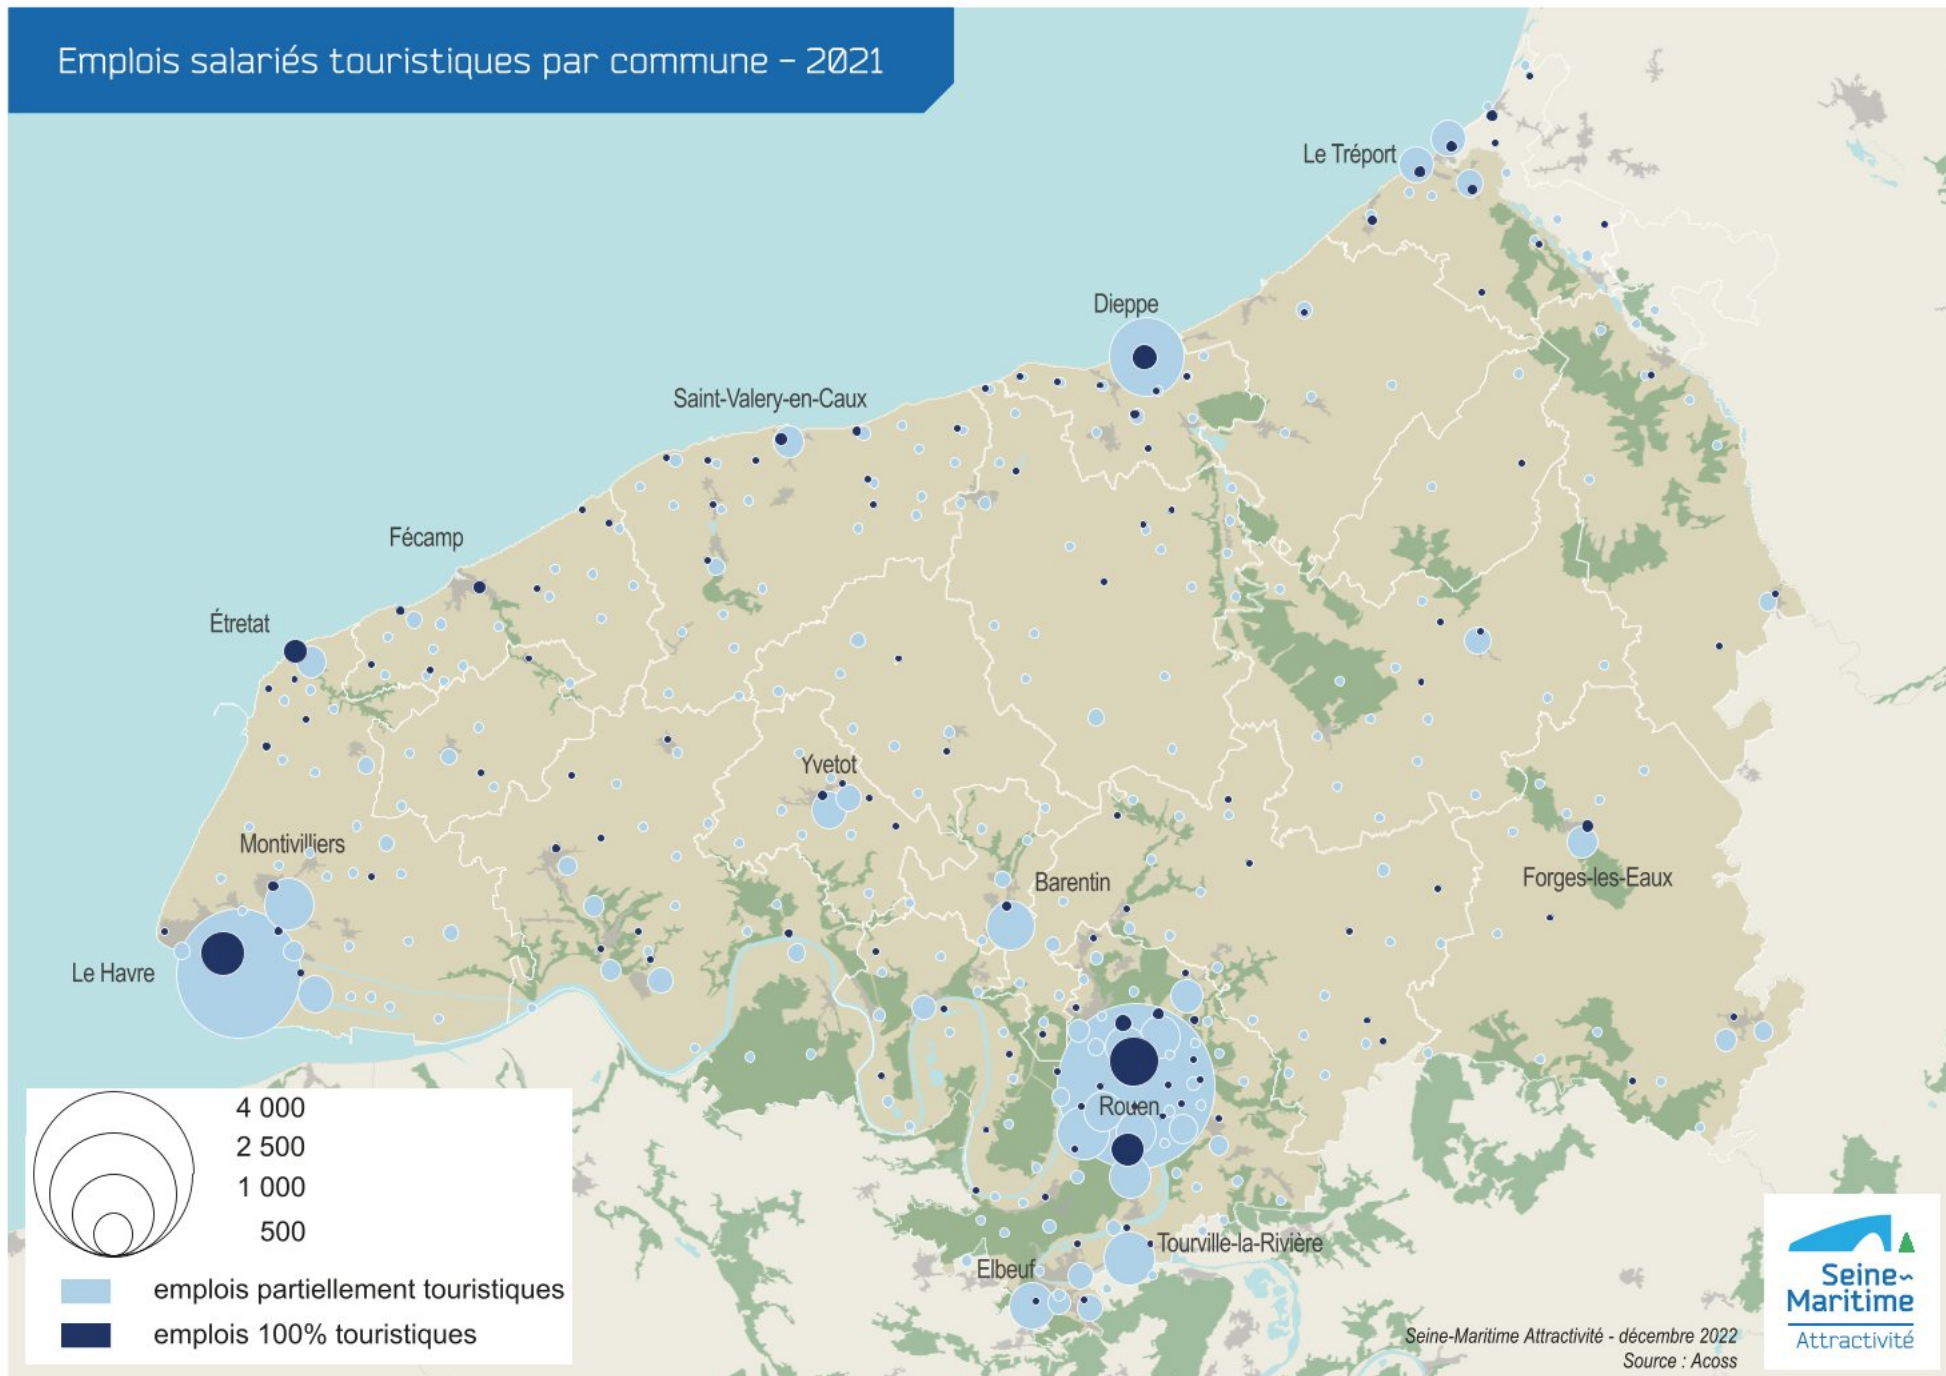 Emplois salariés touristiques par commune - 2021
Le Tréport
Dieppe
Saint-Valery-en-Caux
Fécamp
Étretat
Yvetot
Montivilliers
Barentin
Forges-les-Eaux
Le Havre
Rouen
Tourville-la-Rivière
Elbeuf
4 000
2 500
1 000
500
emplois partiellement touristiques
emplois 100% touristiques
Seine-Maritime Attractivité - décembre 2022
Source : Acoss
Seine~
Maritime
Attractivité